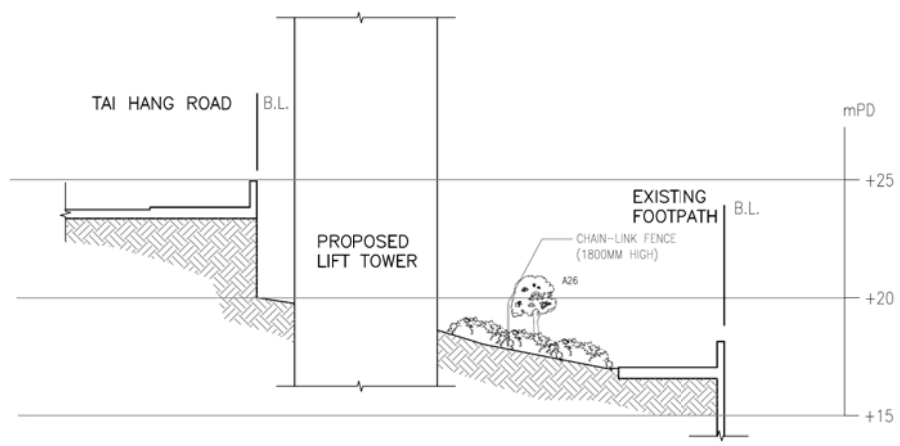 TAI HANG ROAD
B.L.
mPD
+25
EXISTING
FOOTPATH
B.L.
PROPOSED
LIFT TOWER
CHAIN-LINK FENCE
(1800MM HIGH)
A26
+20
+15